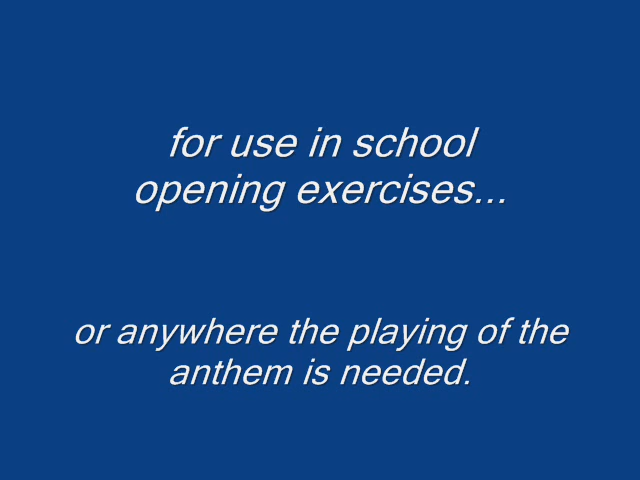 for use in school
opening exercises...
or anywhere the playing of the
anthem is needed.